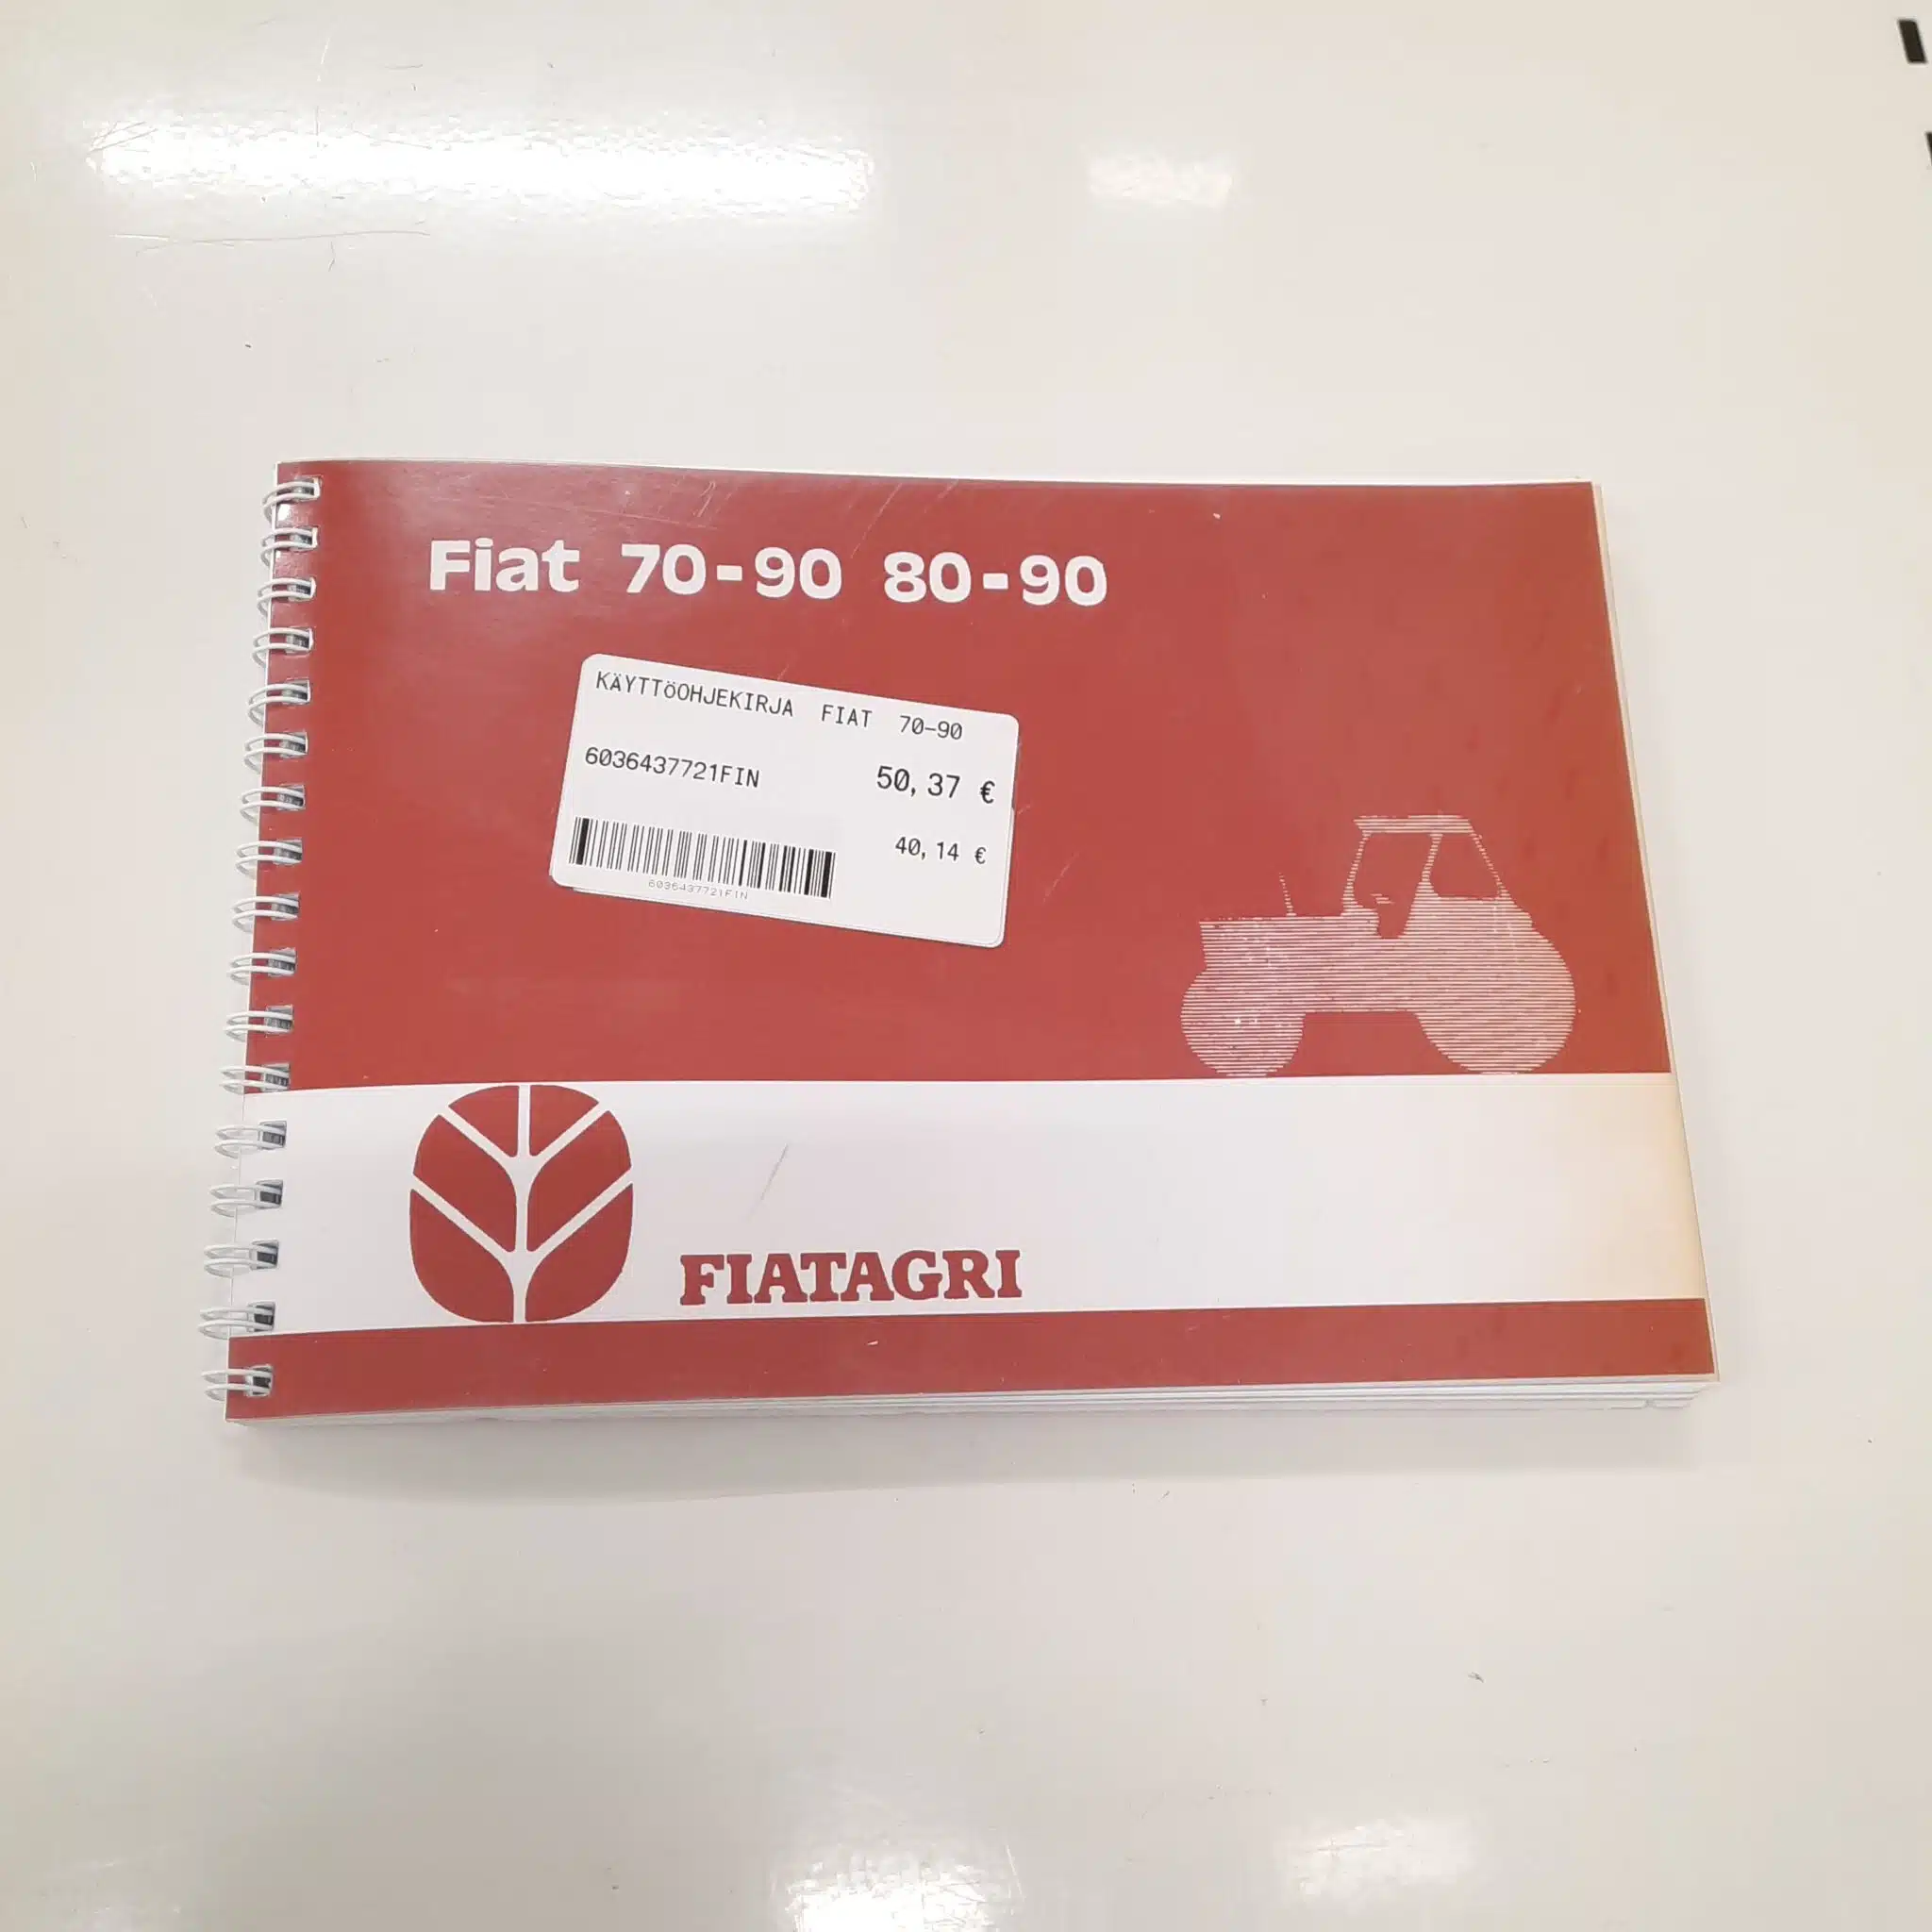 Fiat 70-90 80-90
KÄYTTöOHJEKIRJA FIAT 70-90
6036437721FIN 50,37 €
40,14 €
6036437721FIN
FIATAGRI